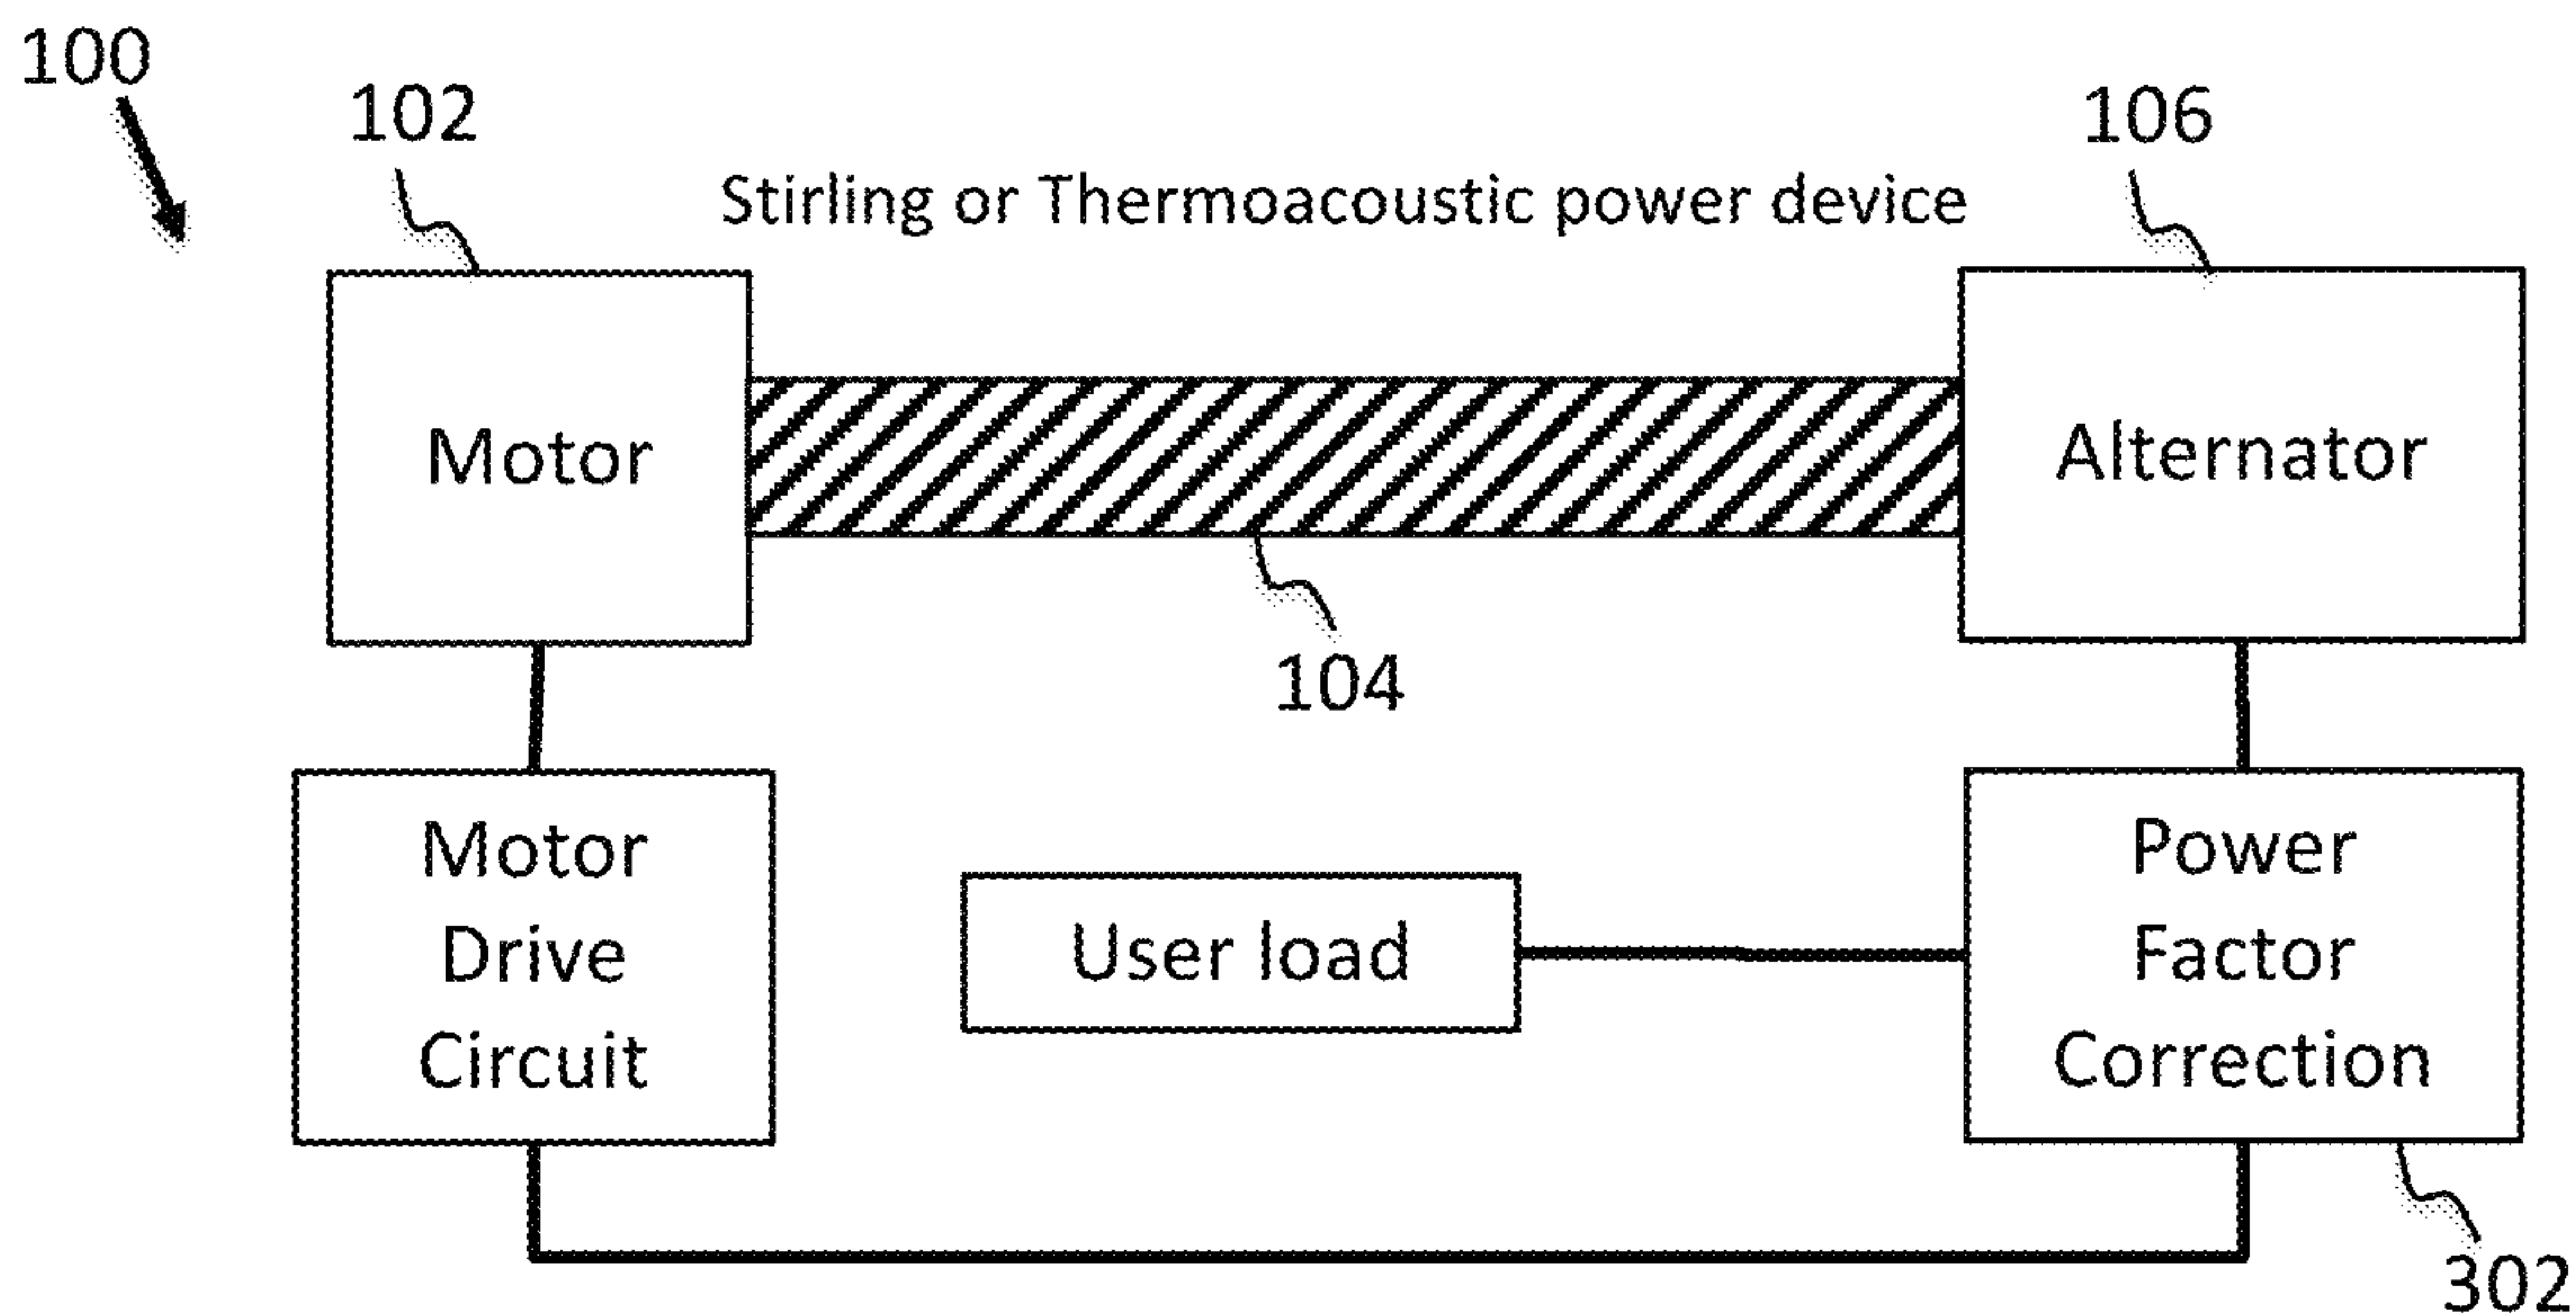 100
102
106
Stirling or Thermoacoustic power device
Motor
Alternator
104
Motor
Drive
Circuit
User load
Power
Factor
Correction
302